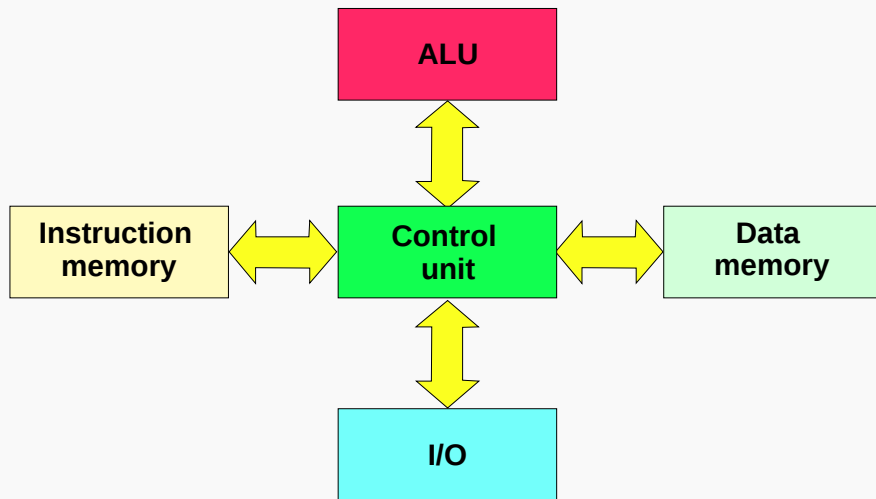 ALU
Instruction
memory
Control
unit
Data
memory
I/O